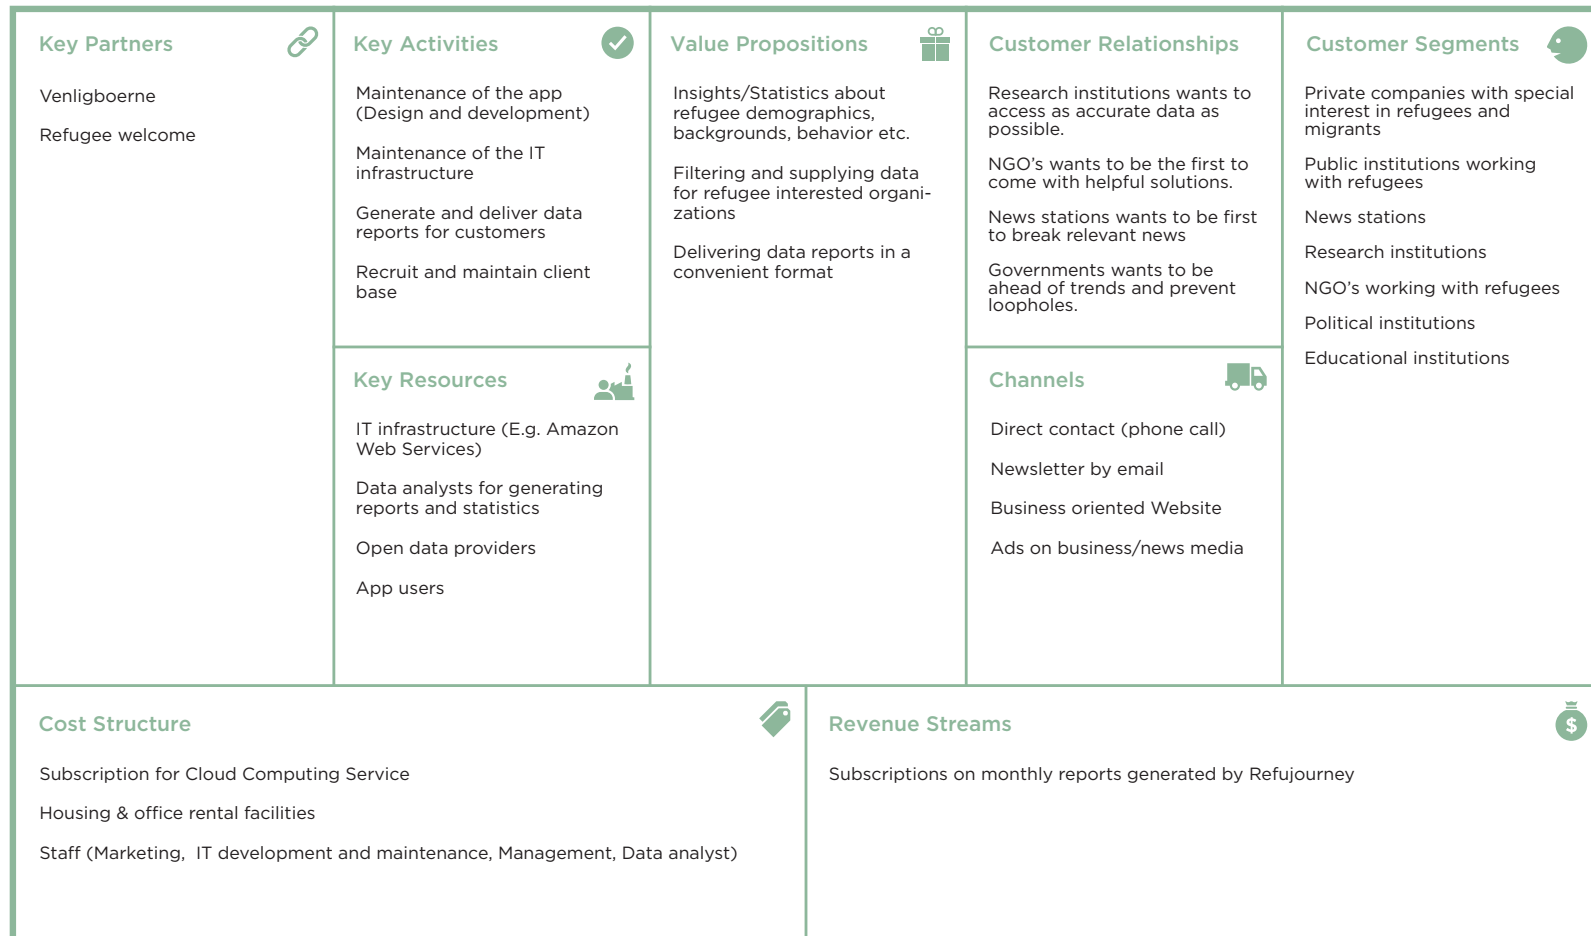 Key Partners
Venligboerne
Refugee welcome
Key Activities
Maintenance of the app
(Design and development)
Maintenance of the IT
infrastructure
Generate and deliver data
reports for customers
Recruit and maintain client
base
Key Resources
IT infrastructure (E.g. Amazon
Web Services)
Data analysts for generating
reports and statistics
Open data providers
App users
Value Propositions
Insights/Statistics about
refugee demographics,
backgrounds, behavior etc.
Filtering and supplying data
for refugee interested organi-
zations
Delivering data reports in a
convenient format
Customer Relationships
Research institutions wants to
access as accurate data as
possible.
NGO's wants to be the first to
come with helpful solutions.
News stations wants to be first
to break relevant news
Governments wants to be
ahead of trends and prevent
loopholes.
Channels
Direct contact (phone call)
Newsletter by email
Business oriented Website
Ads on business/news media
Customer Segments
Private companies with special
interest in refugees and
migrants
Public institutions working
with refugees
News stations
Research institutions
NGO's working with refugees
Political institutions
Educational institutions
Cost Structure
Subscription for Cloud Computing Service
Housing & office rental facilities
Staff (Marketing,  IT development and maintenance, Management, Data analyst)
Revenue Streams
$
Subscriptions on monthly reports generated by Refujourney